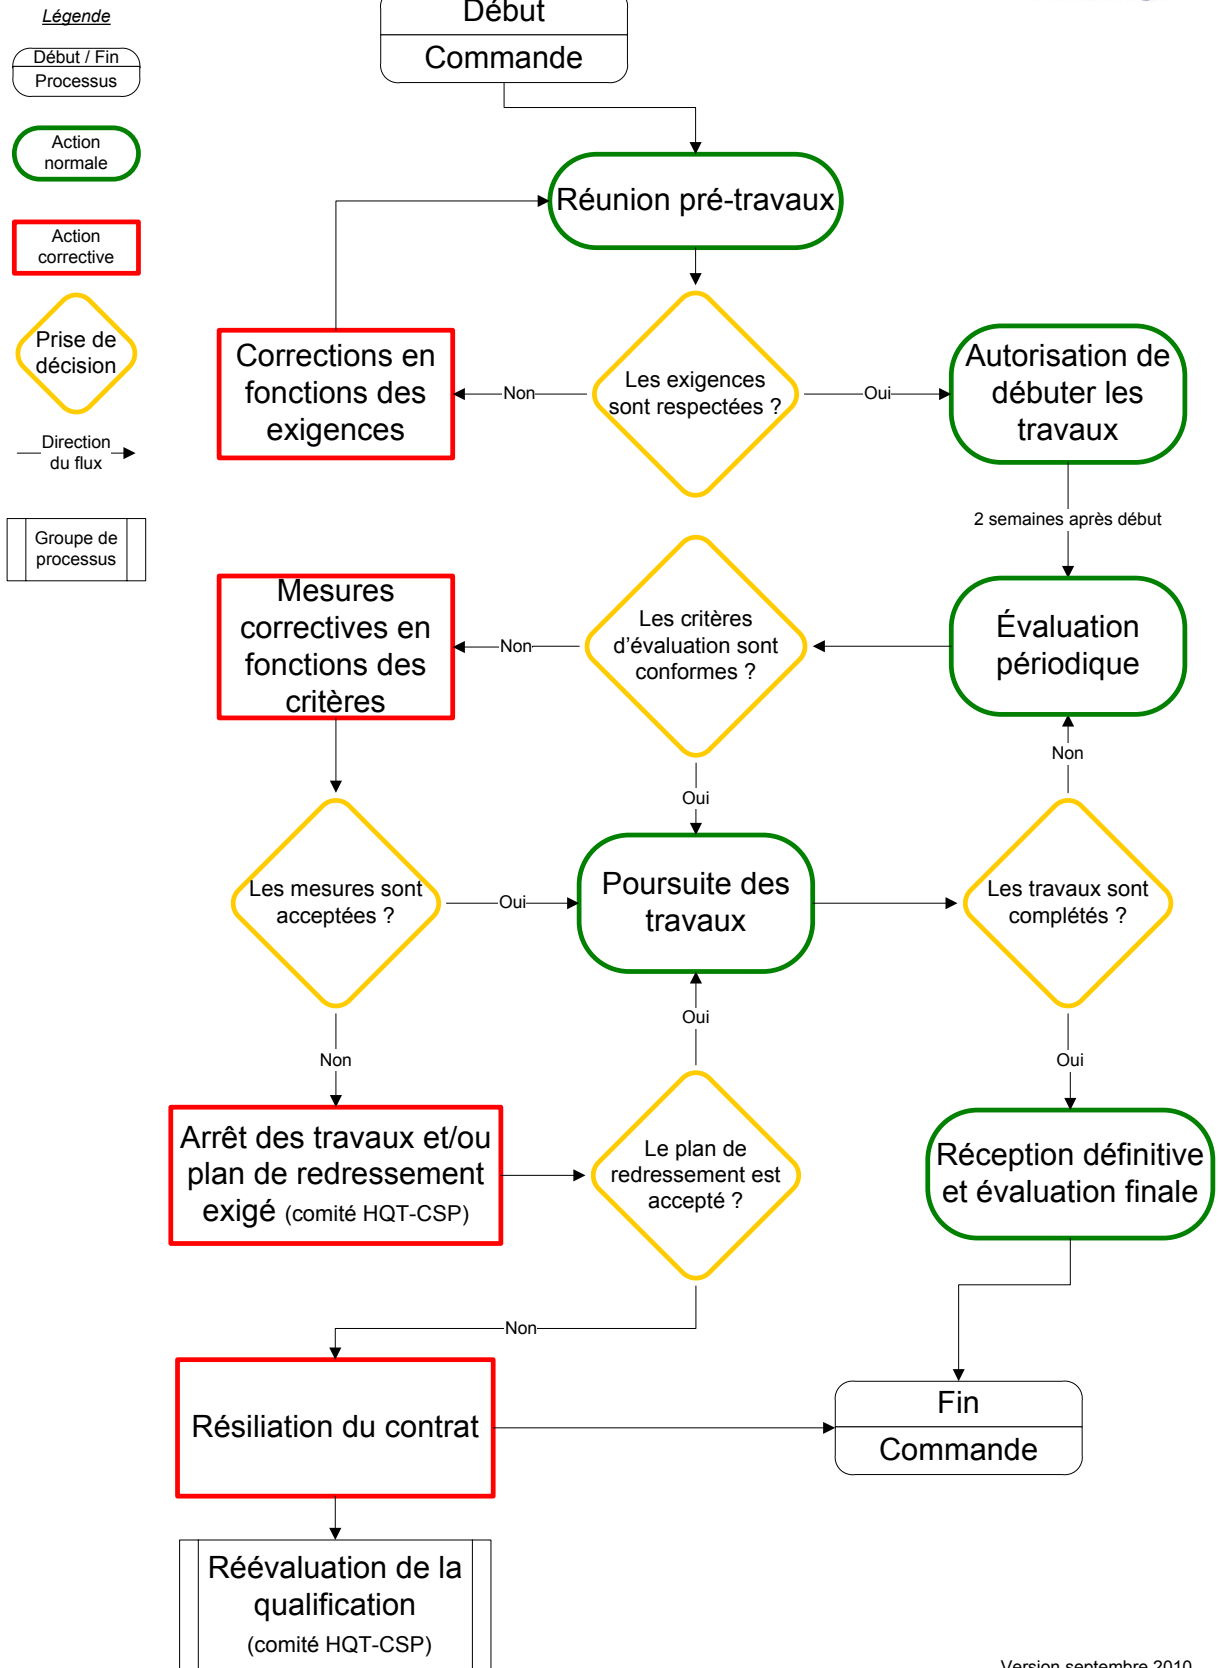 Légende
Début / Fin
Processus
Action
normale
Action
corrective
Prise de
décision
Direction
du flux
Groupe de
processus
Début
Commande
Réunion pré-travaux
Corrections en
fonctions des
exigences
Non
Les exigences
sont respectées ?
Oui
Autorisation de
débuter les
travaux
2 semaines après début
Mesures
correctives en
fonctions des
critères
Non
Les critères
d'évaluation sont
conformes ?
Évaluation
périodique
Oui
Non
Les mesures sont
acceptées ?
Oui
Poursuite des
travaux
Les travaux sont
complétés ?
Non
Oui
Oui
Arrêt des travaux et/ou
plan de redressement
exigé (comité HQT-CSP)
Le plan de
redressement est
accepté ?
Réception définitive
et évaluation finale
Non
Résiliation du contrat
Fin
Commande
Réévaluation de la
qualification
(comité HQT-CSP)
Version septembre 2010